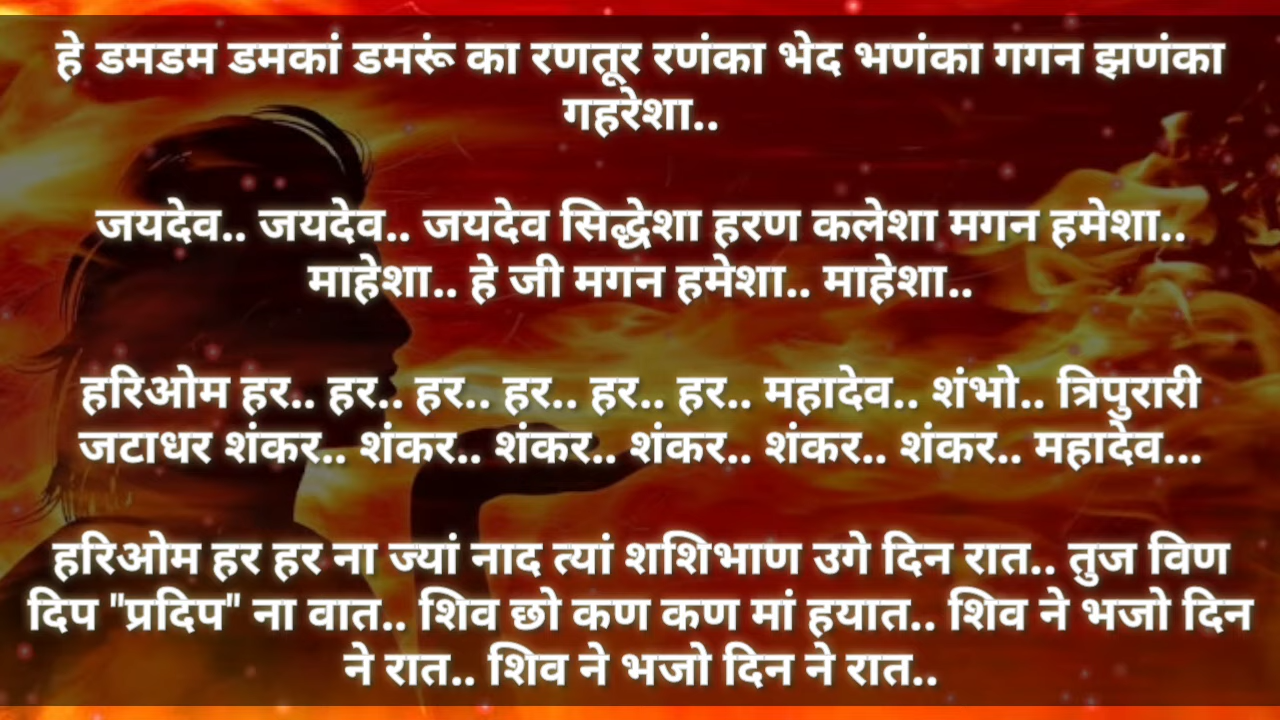 हे डमडम डमकां डमरूं का रणतूर रणंका भेद भणंका गगन झणंका
गहरेशा..
जयदेव.. जयदेव.. जयदेव सिद्धेशा हरण कलेशा मगन हमेशा..
माहेशा.. हे जी मगन हमेशा.. माहेशा..
हरिओम हर.. हर.. हर.. हर.. हर.. हर.. महादेव.. शंभो.. त्रिपुरारी
जटाधर शंकर.. शंकर.. शंकर.. शंकर.. शंकर.. शंकर.. महादेव...
हरिओम हर हर ना ज्यां नाद त्यां शशिभाण उगे दिन रात.. तुज विण
दिप "प्रदिप" ना वात.. शिव छो कण कण मां हयात.. शिव ने भजो दिन
ने रात.. शिव ने भजो दिन ने रात..